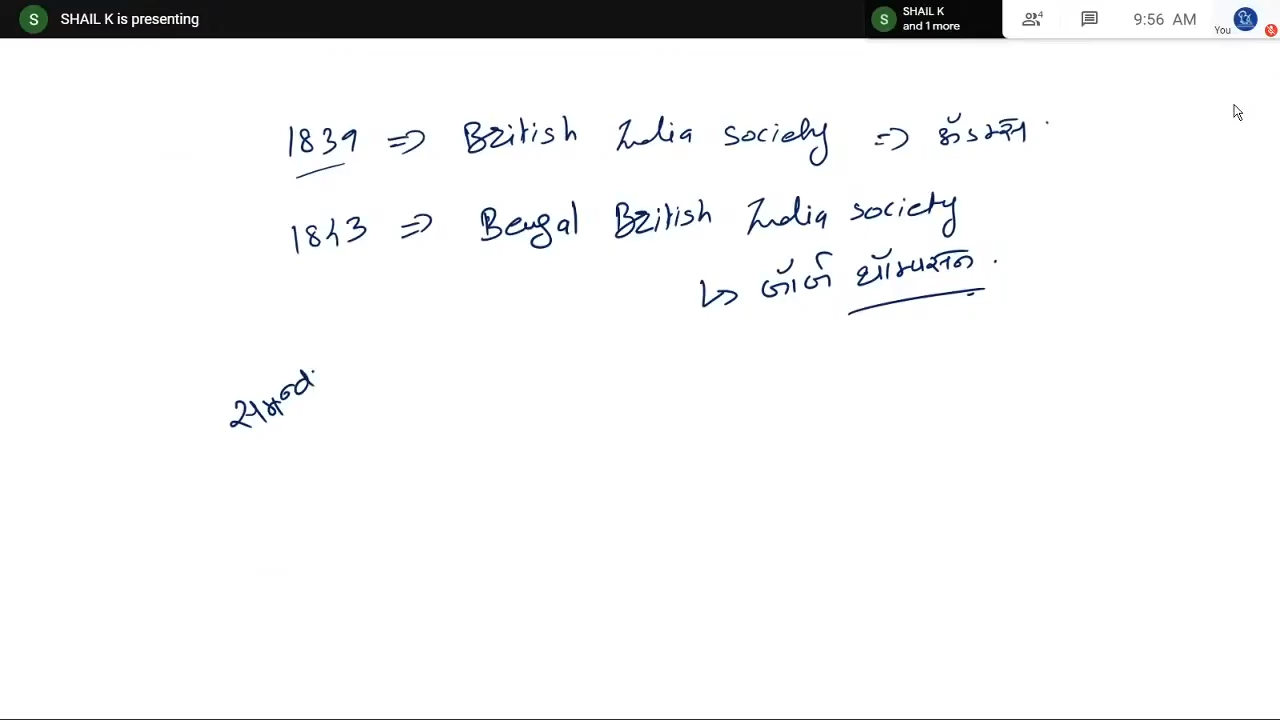 S SHAIL K is presenting
S SHAIL K
and 1 more
4
9:56 AM
You
1839 => British India society =>
1843 => Bengal British India society
↳ જ્યોર્જ થોમ્પસન.